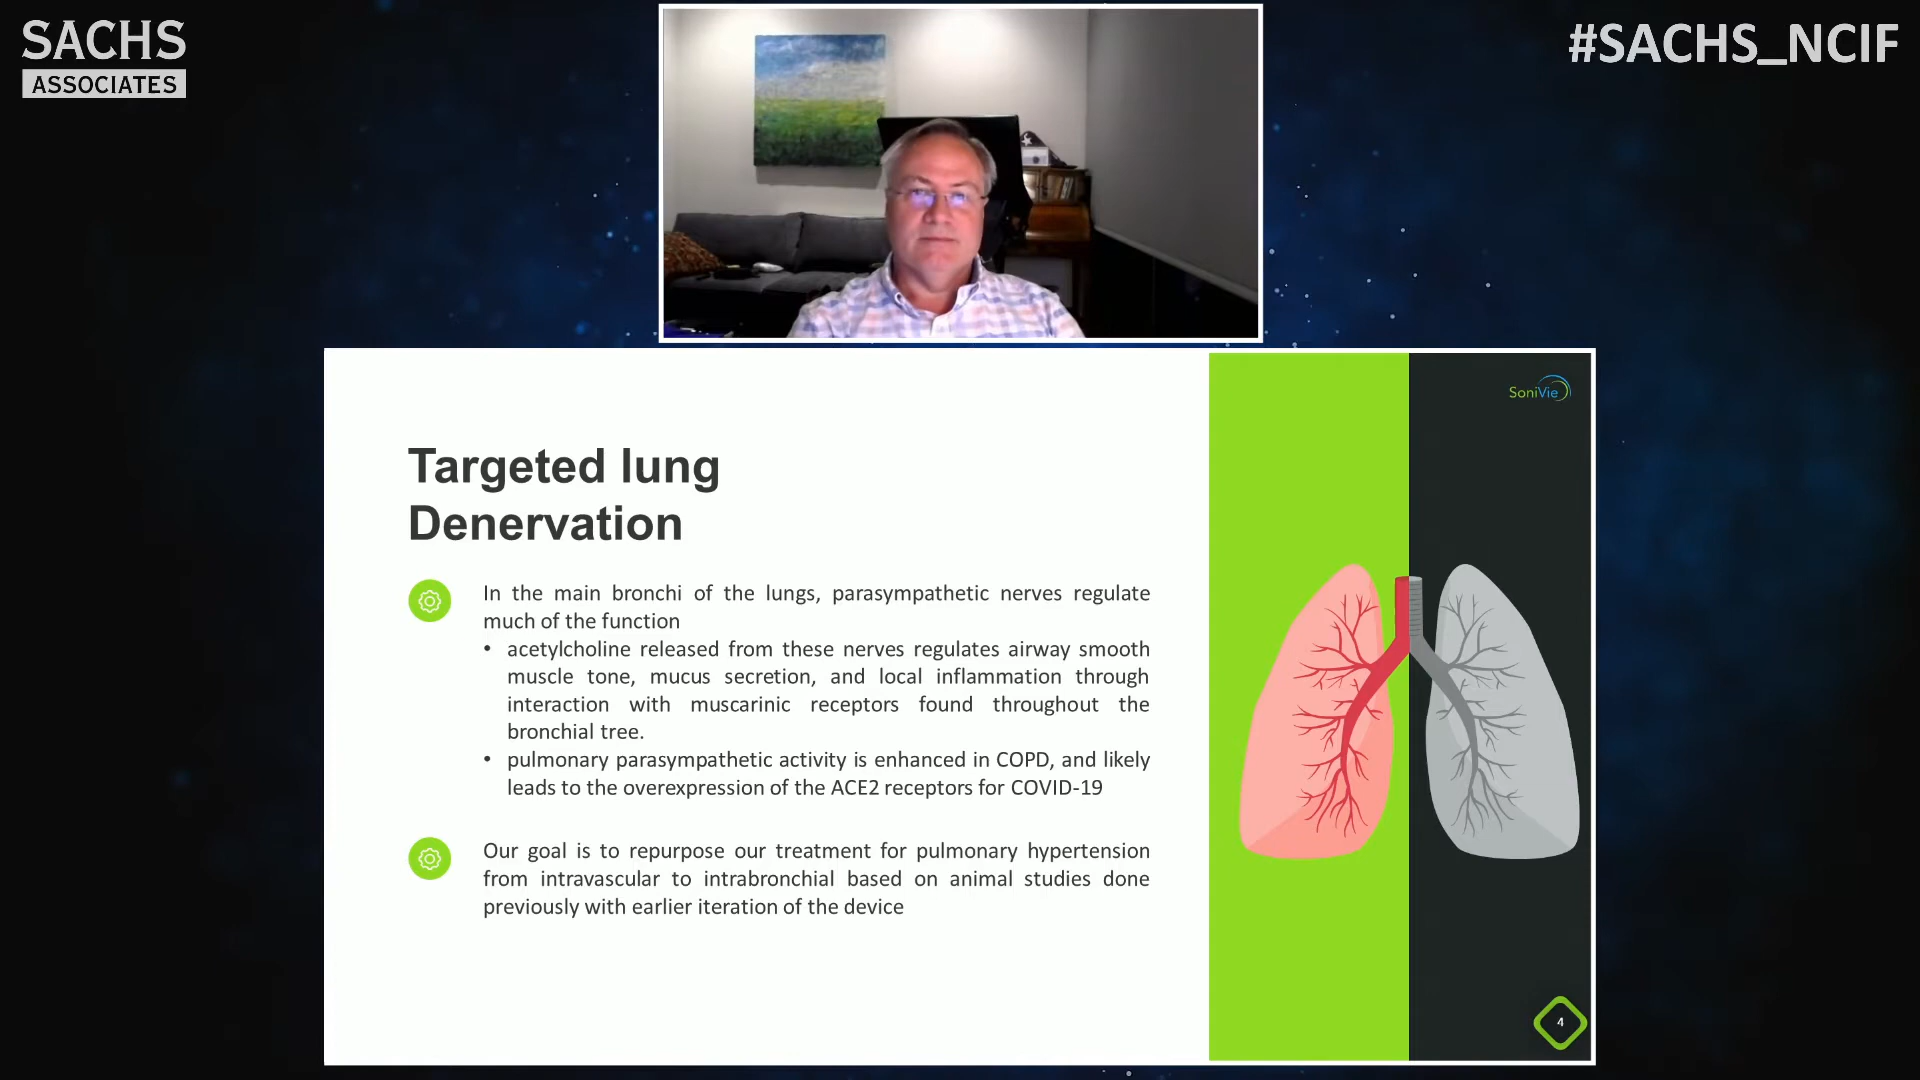 SACHS
ASSOCIATES
#SACHS_NCIF
SoniVie
Targeted lung
Denervation
In the main bronchi of the lungs, parasympathetic nerves regulate
much of the function
• acetylcholine released from these nerves regulates airway smooth
muscle tone, mucus secretion, and local inflammation through
interaction with muscarinic receptors found throughout the
bronchial tree.
• pulmonary parasympathetic activity is enhanced in COPD, and likely
leads to the overexpression of the ACE2 receptors for COVID-19
Our goal is to repurpose our treatment for pulmonary hypertension
from intravascular to intrabronchial based on animal studies done
previously with earlier iteration of the device
4